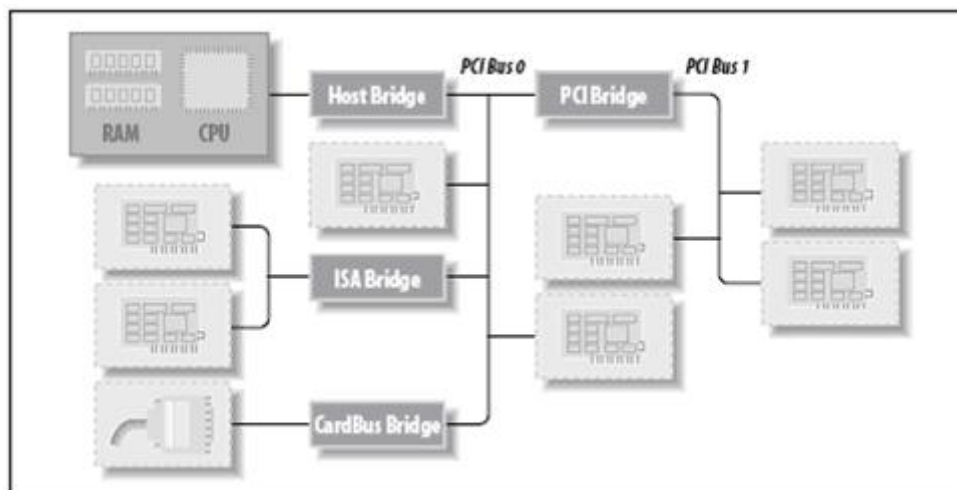 PCI Bus 0
PCI Bus 1
Host Bridge
PCI Bridge
RAM
CPU
ISA Bridge
CardBus Bridge